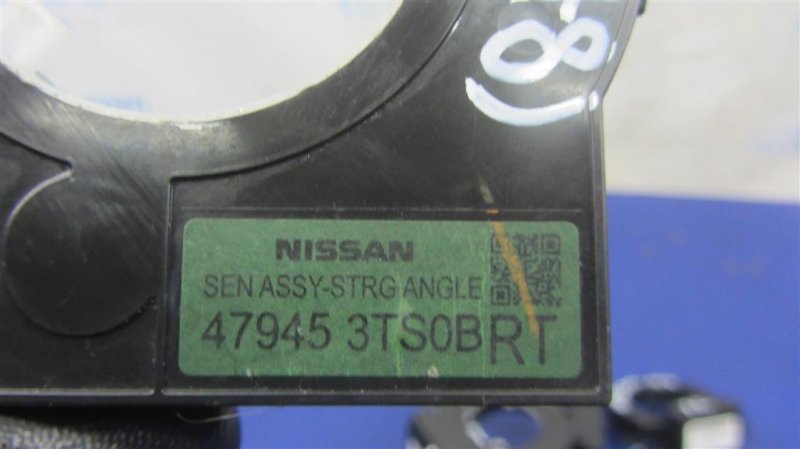 NISSAN
SEN ASSY-STRG ANGLE
47945 3TS0B RT